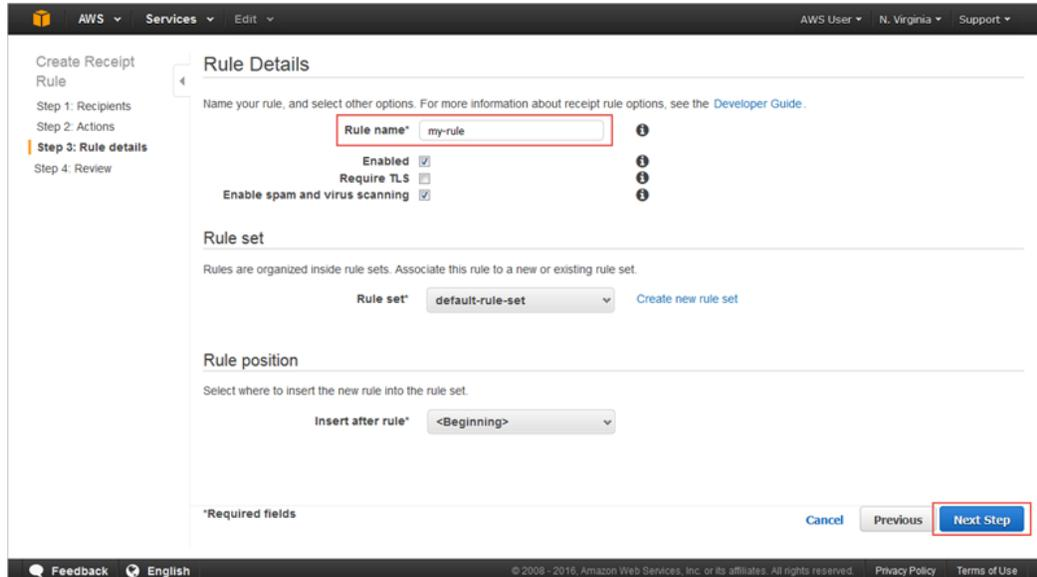 AWS Services Edit AWS User N. Virginia Support
Create Receipt Rule
Step 1: Recipients
Step 2: Actions
Step 3: Rule details
Step 4: Review
Rule Details
Name your rule, and select other options. For more information about receipt rule options, see the Developer Guide.
Rule name* my-rule
Enabled
Require TLS
Enable spam and virus scanning
Rule set
Rules are organized inside rule sets. Associate this rule to a new or existing rule set.
Rule set* default-rule-set Create new rule set
Rule position
Select where to insert the new rule into the rule set.
Insert after rule* <Beginning>
*Required fields
Cancel Previous Next Step
Feedback English © 2008 - 2016, Amazon Web Services, Inc. or its affiliates. All rights reserved. Privacy Policy Terms of Use